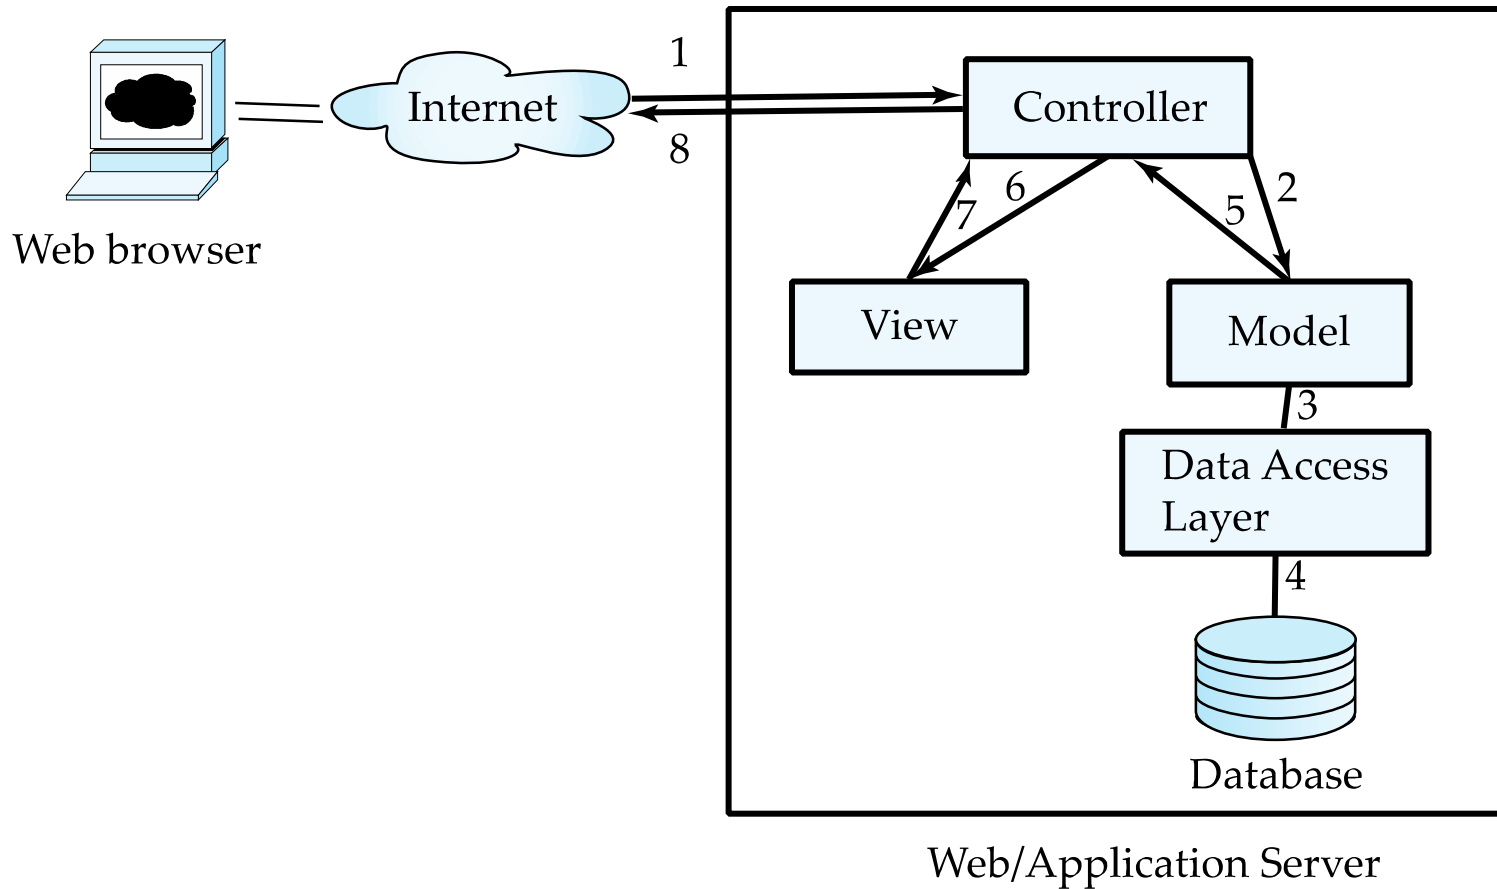 1
Internet
Controller
8
Web browser
6
7
5
2
View
Model
3
Data Access
Layer
4
Database
Web/Application Server